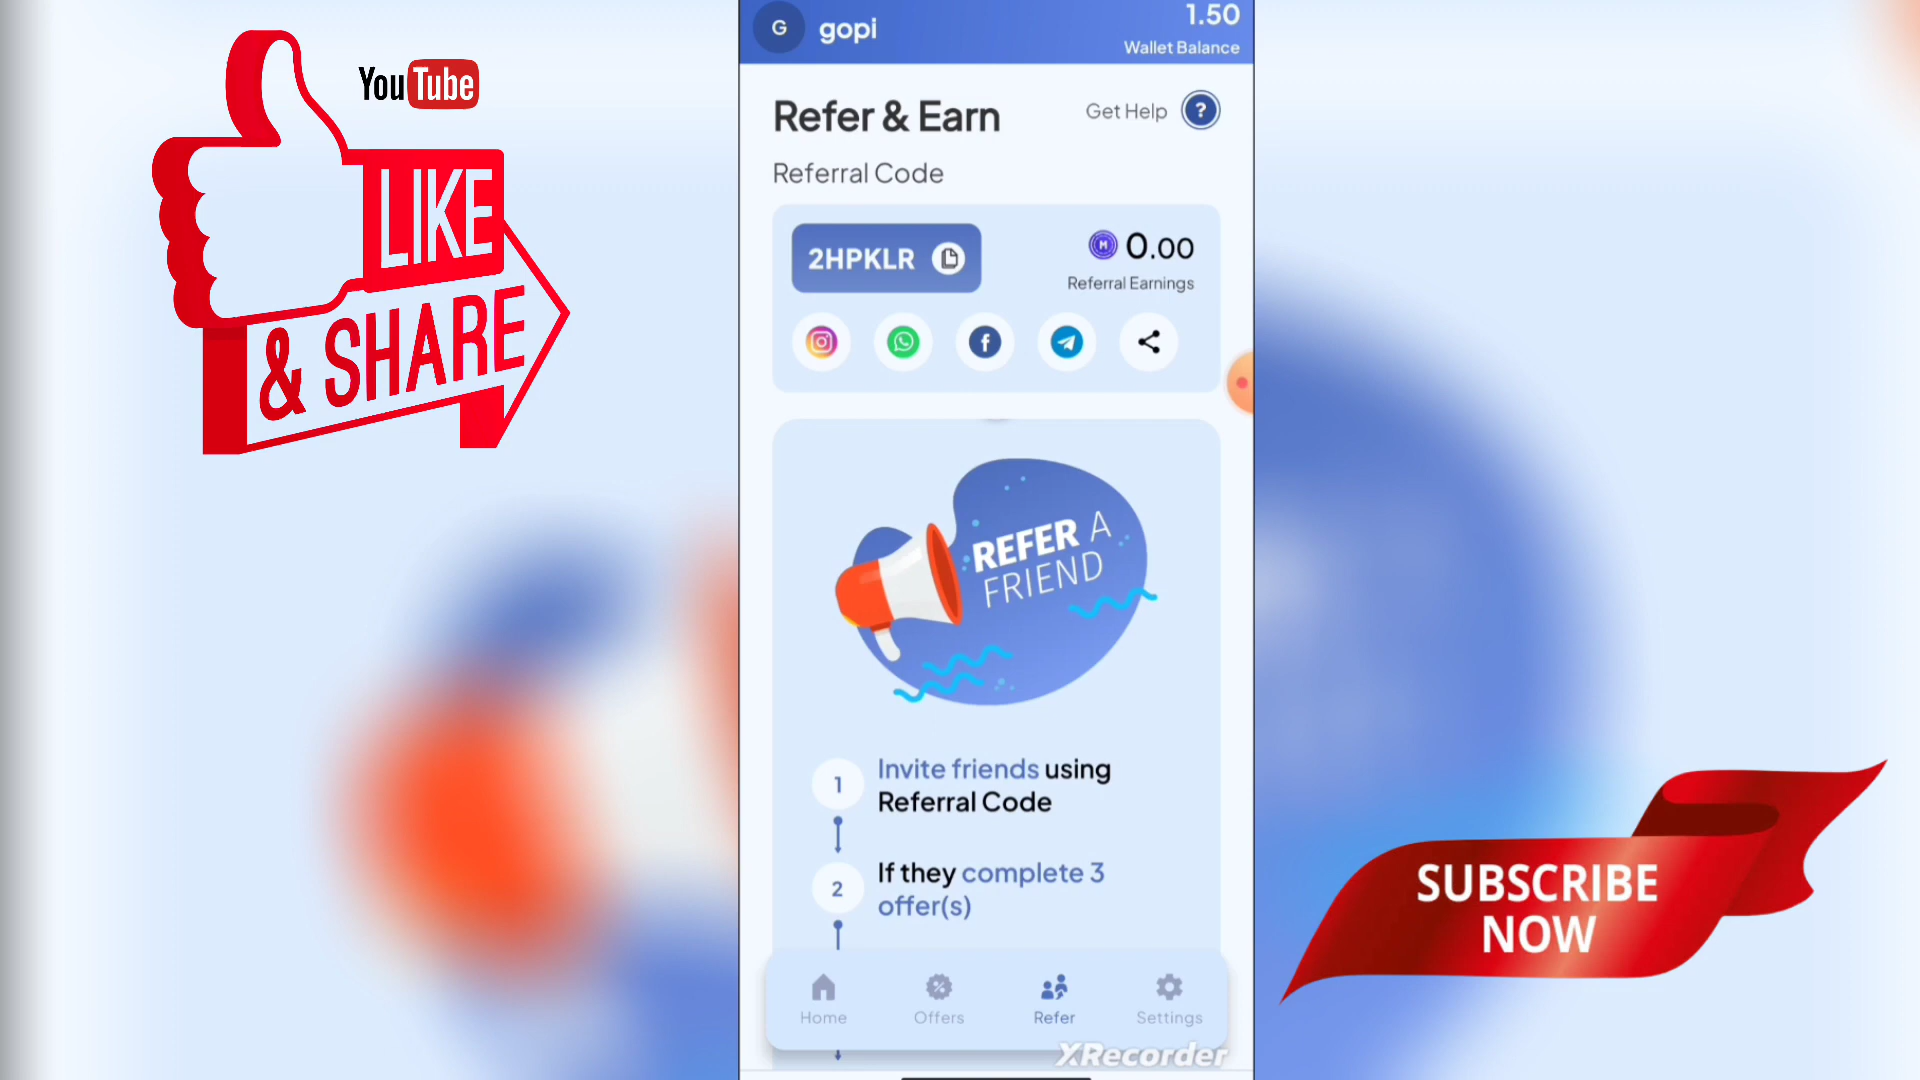 YouTube
LIKE
& SHARE
G gopi
1.50
Wallet Balance
Refer & Earn
Get Help ?
Referral Code
2HPKLR
0.00
Referral Earnings
REFER A
FRIEND
1 Invite friends using
Referral Code
2 If they complete 3
offer(s)
Home Offers Refer Settings
XRecorder
SUBSCRIBE
NOW